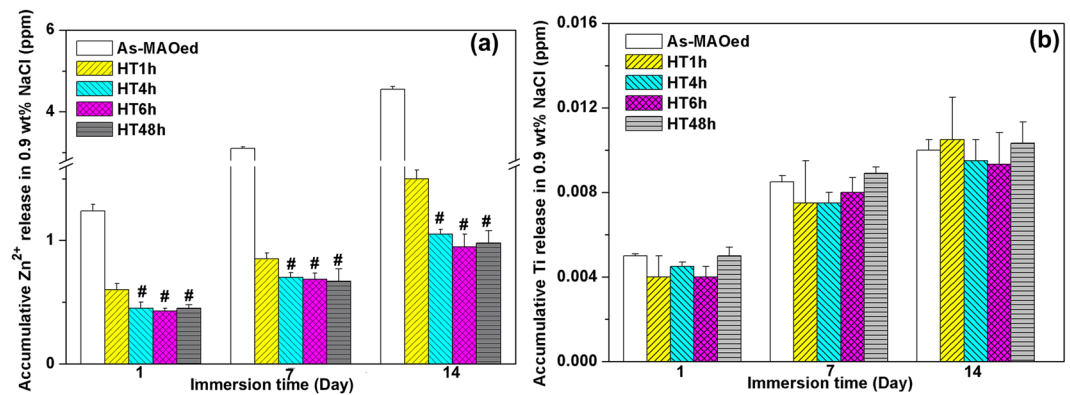 Accumulative Zn²⁺ release in 0.9 wt% NaCl (ppm)
6
4
1
0
(a)
As-MAOed
HT1h
HT4h
HT6h
HT48h
# # #
# # #
# # #
1 7 14
Immersion time (Day)
Accumulative Ti release in 0.9 wt% NaCl (ppm)
0.016
0.012
0.008
0.004
0.000
(b)
As-MAOed
HT1h
HT4h
HT6h
HT48h
1 7 14
Immersion time (Day)